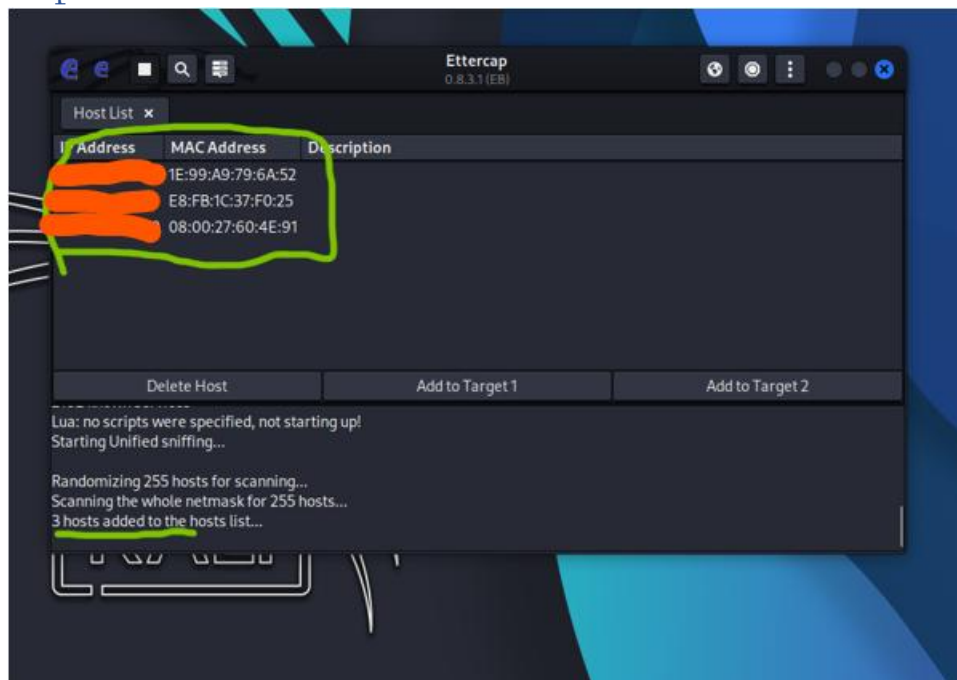 Ettercap
0.8.3.1 (EB)
Host List ×
MAC Address Description
1E:99:A9:79:6A:52
E8:FB:1C:37:F0:25
08:00:27:60:4E:91
Delete Host Add to Target 1 Add to Target 2
Lua: no scripts were specified, not starting up!
Starting Unified sniffing...
Randomizing 255 hosts for scanning...
Scanning the whole netmask for 255 hosts...
3 hosts added to the hosts list...